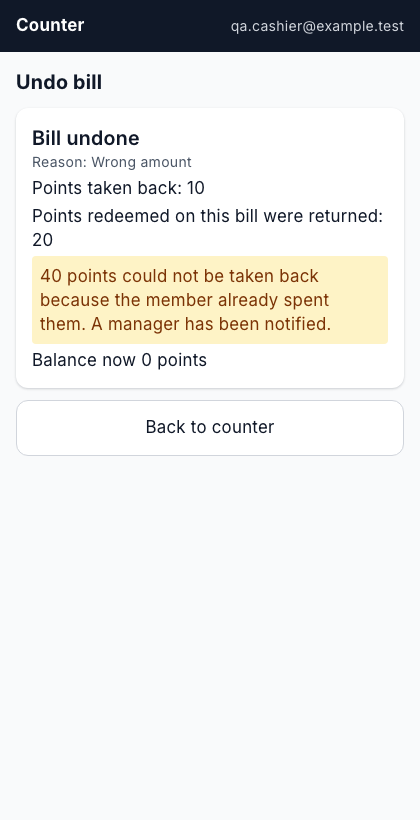 Counter
qa.cashier@example.test
Undo bill
Bill undone
Reason: Wrong amount
Points taken back: 10
Points redeemed on this bill were returned:
20
40 points could not be taken back
because the member already spent
them. A manager has been notified.
Balance now 0 points
Back to counter